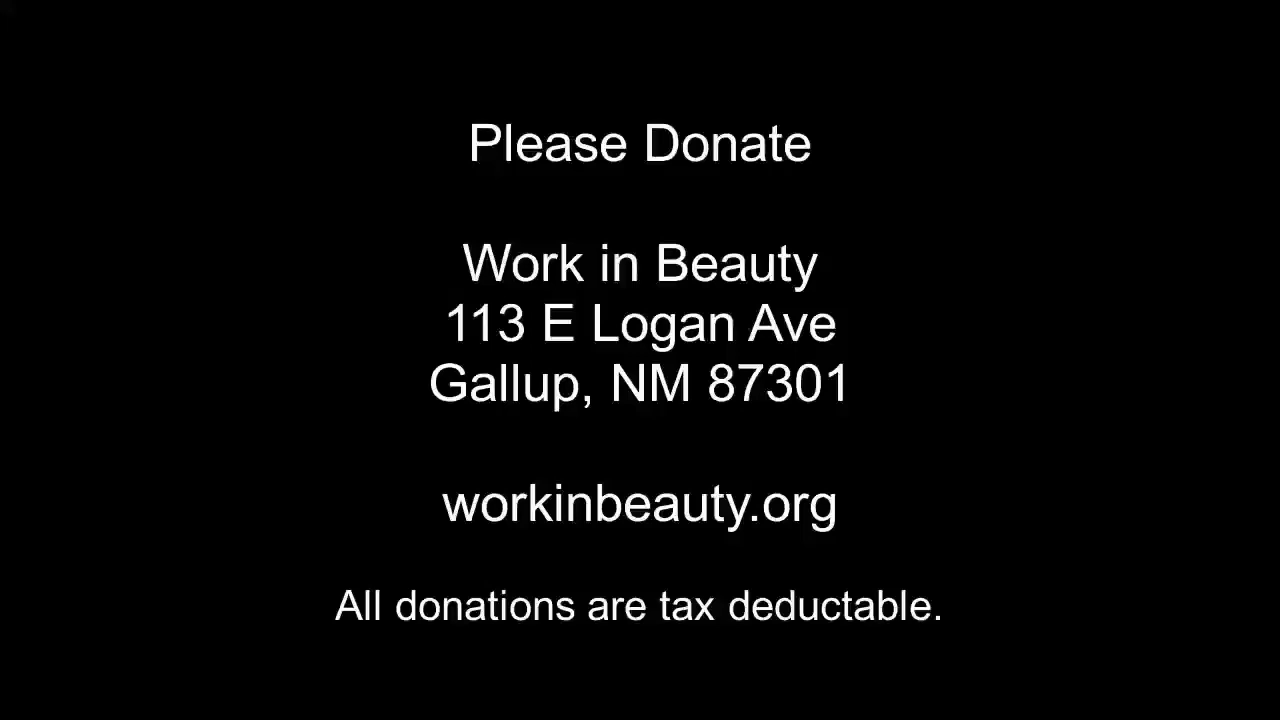 Please Donate
Work in Beauty
113 E Logan Ave
Gallup, NM 87301
workinbeauty.org
All donations are tax deductable.